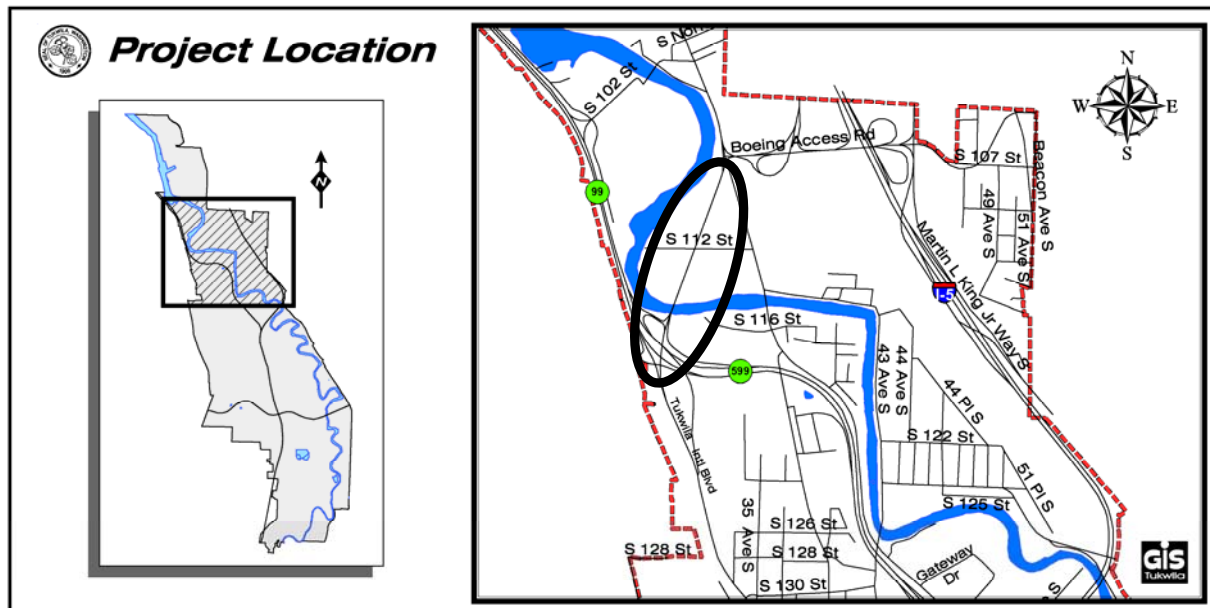 Project Location
N
S 102 St
S Nor
Boeing Access Rd
N
W
E
S
S 107 St
Beacon Ave S
49 Ave S
51 Ave S
99
S 112 St
Martin L King Jr Way S
I-5
S 116 St
599
43 Ave S
44 Ave S
44 Pl S
Tukwila Intl Blvd
S 122 St
51 Pl S
S 125 St
35 Ave S
S 126 St
S 128 St
S 128 St
S 130 St
Gateway
Dr
S
GIS
Tukwila